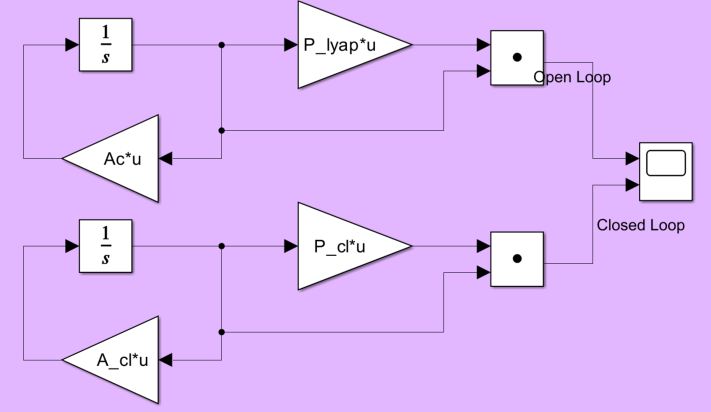 1
s
P_lyap*u
Open Loop
Ac*u
Closed Loop
1
s
P_cl*u
A_cl*u